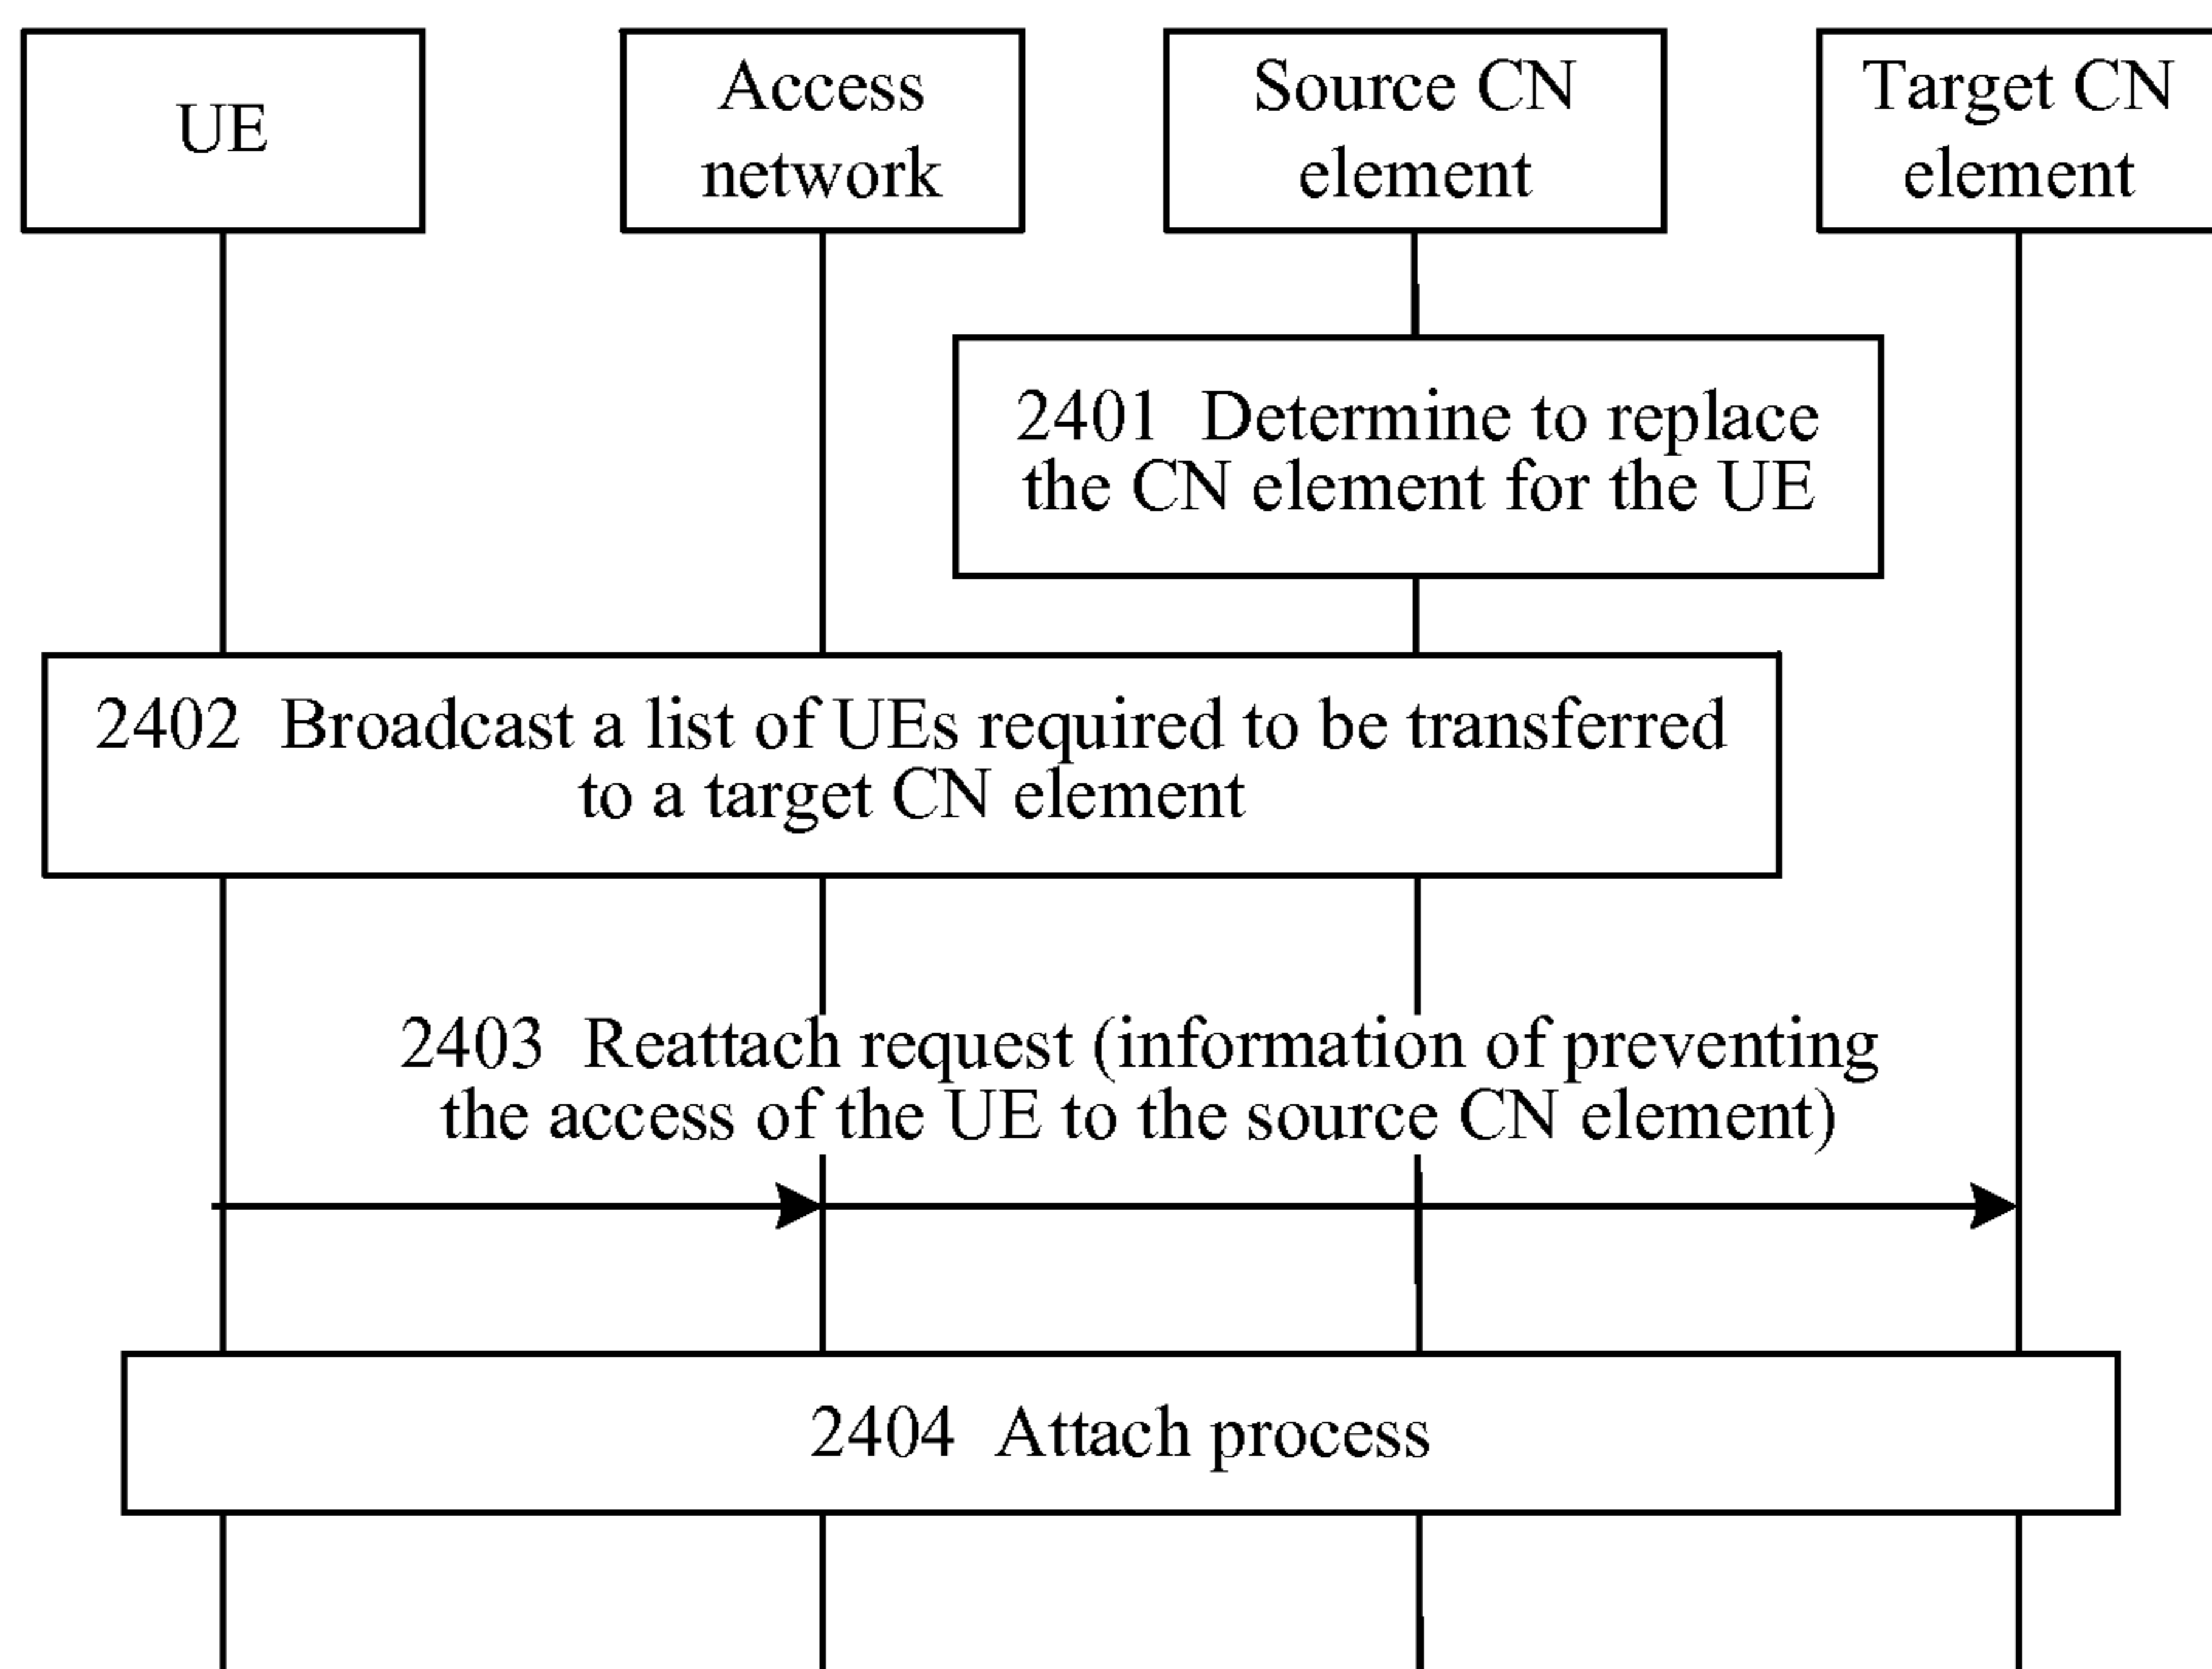 UE
Access
network
Source CN
element
Target CN
element
2401 Determine to replace
the CN element for the UE
2402 Broadcast a list of UEs required to be transferred
to a target CN element
2403 Reattach request (information of preventing
the access of the UE to the source CN element)
2404 Attach process